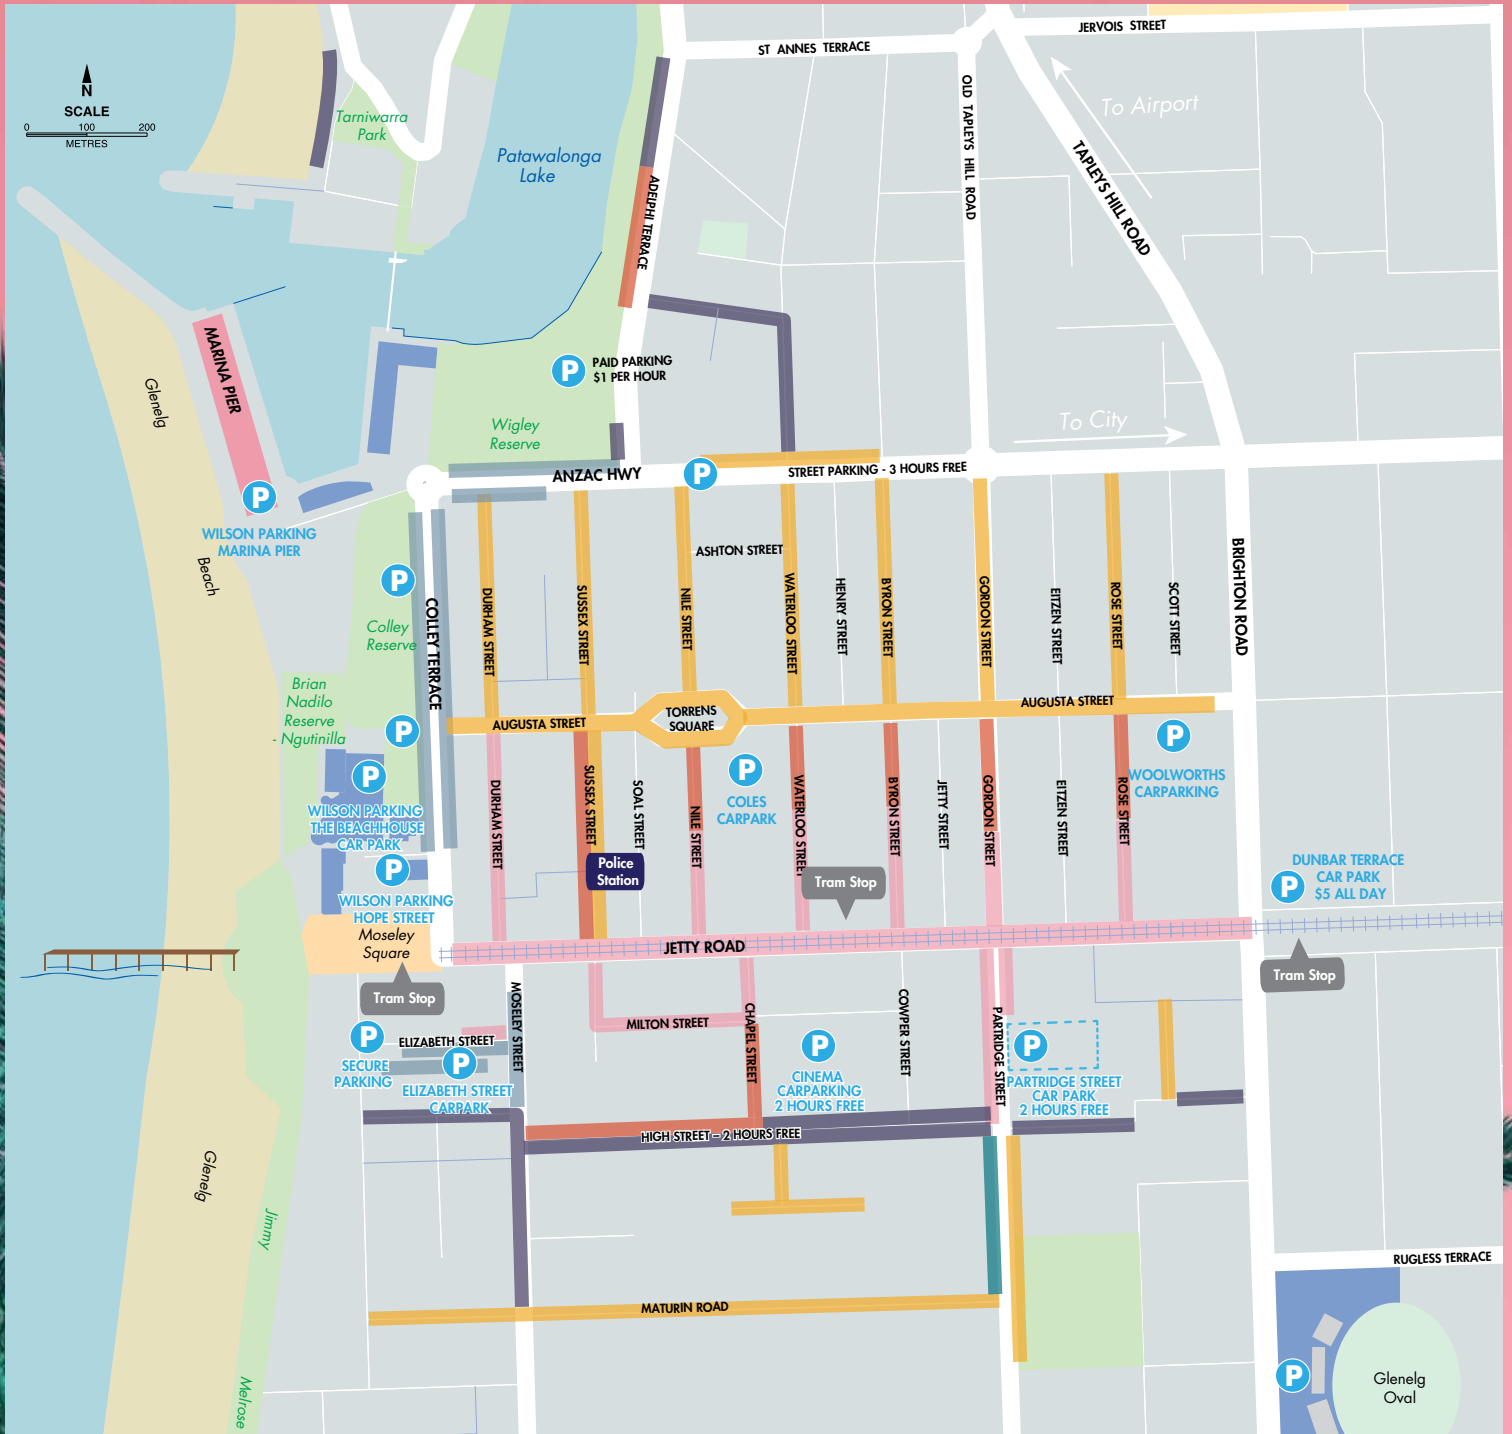 JERVOIS STREET
ST ANNES TERRACE
N
SCALE
0 100 200
METRES
To Airport
Tarniwarra
Park
Patawalonga
Lake
OLD TAPLEYS HILL ROAD
TAPLEYS HILL ROAD
ADELPHI TERRACE
MARINA PIER
P
PAID PARKING
$1 PER HOUR
Glenelg
Wigley
Reserve
To City
ANZAC HWY
P
STREET PARKING - 3 HOURS FREE
P
WILSON PARKING
MARINA PIER
Beach
P
Colley
Reserve
COLLEY TERRACE
ASHTON STREET
DURHAM STREET
SUSSEX STREET
NILE STREET
WATERLOO STREET
HENRY STREET
BYRON STREET
GORDON STREET
EITZEN STREET
ROSE STREET
SCOTT STREET
BRIGHTON ROAD
Brian
Nadilo
Reserve
- Ngutinilla
P
AUGUSTA STREET
TORRENS
SQUARE
AUGUSTA STREET
P
WOOLWORTHS
CARPARKING
P
WILSON PARKING
THE BEACHHOUSE
CAR PARK
P
COLES
CARPARK
DURHAM STREET
SUSSEX STREET
SOAL STREET
NILE STREET
WATERLOO STREET
BYRON STREET
JETTY STREET
GORDON STREET
EITZEN STREET
ROSE STREET
P
WILSON PARKING
HOPE STREET
Police
Station
Tram Stop
P
DUNBAR TERRACE
CAR PARK
$5 ALL DAY
Moseley
Square
JETTY ROAD
Tram Stop
Tram Stop
MOSELEY STREET
MILTON STREET
CHAPEL STREET
COWPER STREET
PARTRIDGE STREET
P
SECURE
PARKING
ELIZABETH STREET
P
ELIZABETH STREET
CARPARK
P
CINEMA
CARPARKING
2 HOURS FREE
P
PARTRIDGE STREET
CAR PARK
2 HOURS FREE
HIGH STREET – 2 HOURS FREE
Glenelg
Jimmy
Melrose
MATURIN ROAD
RUGLESS TERRACE
P
Glenelg
Oval